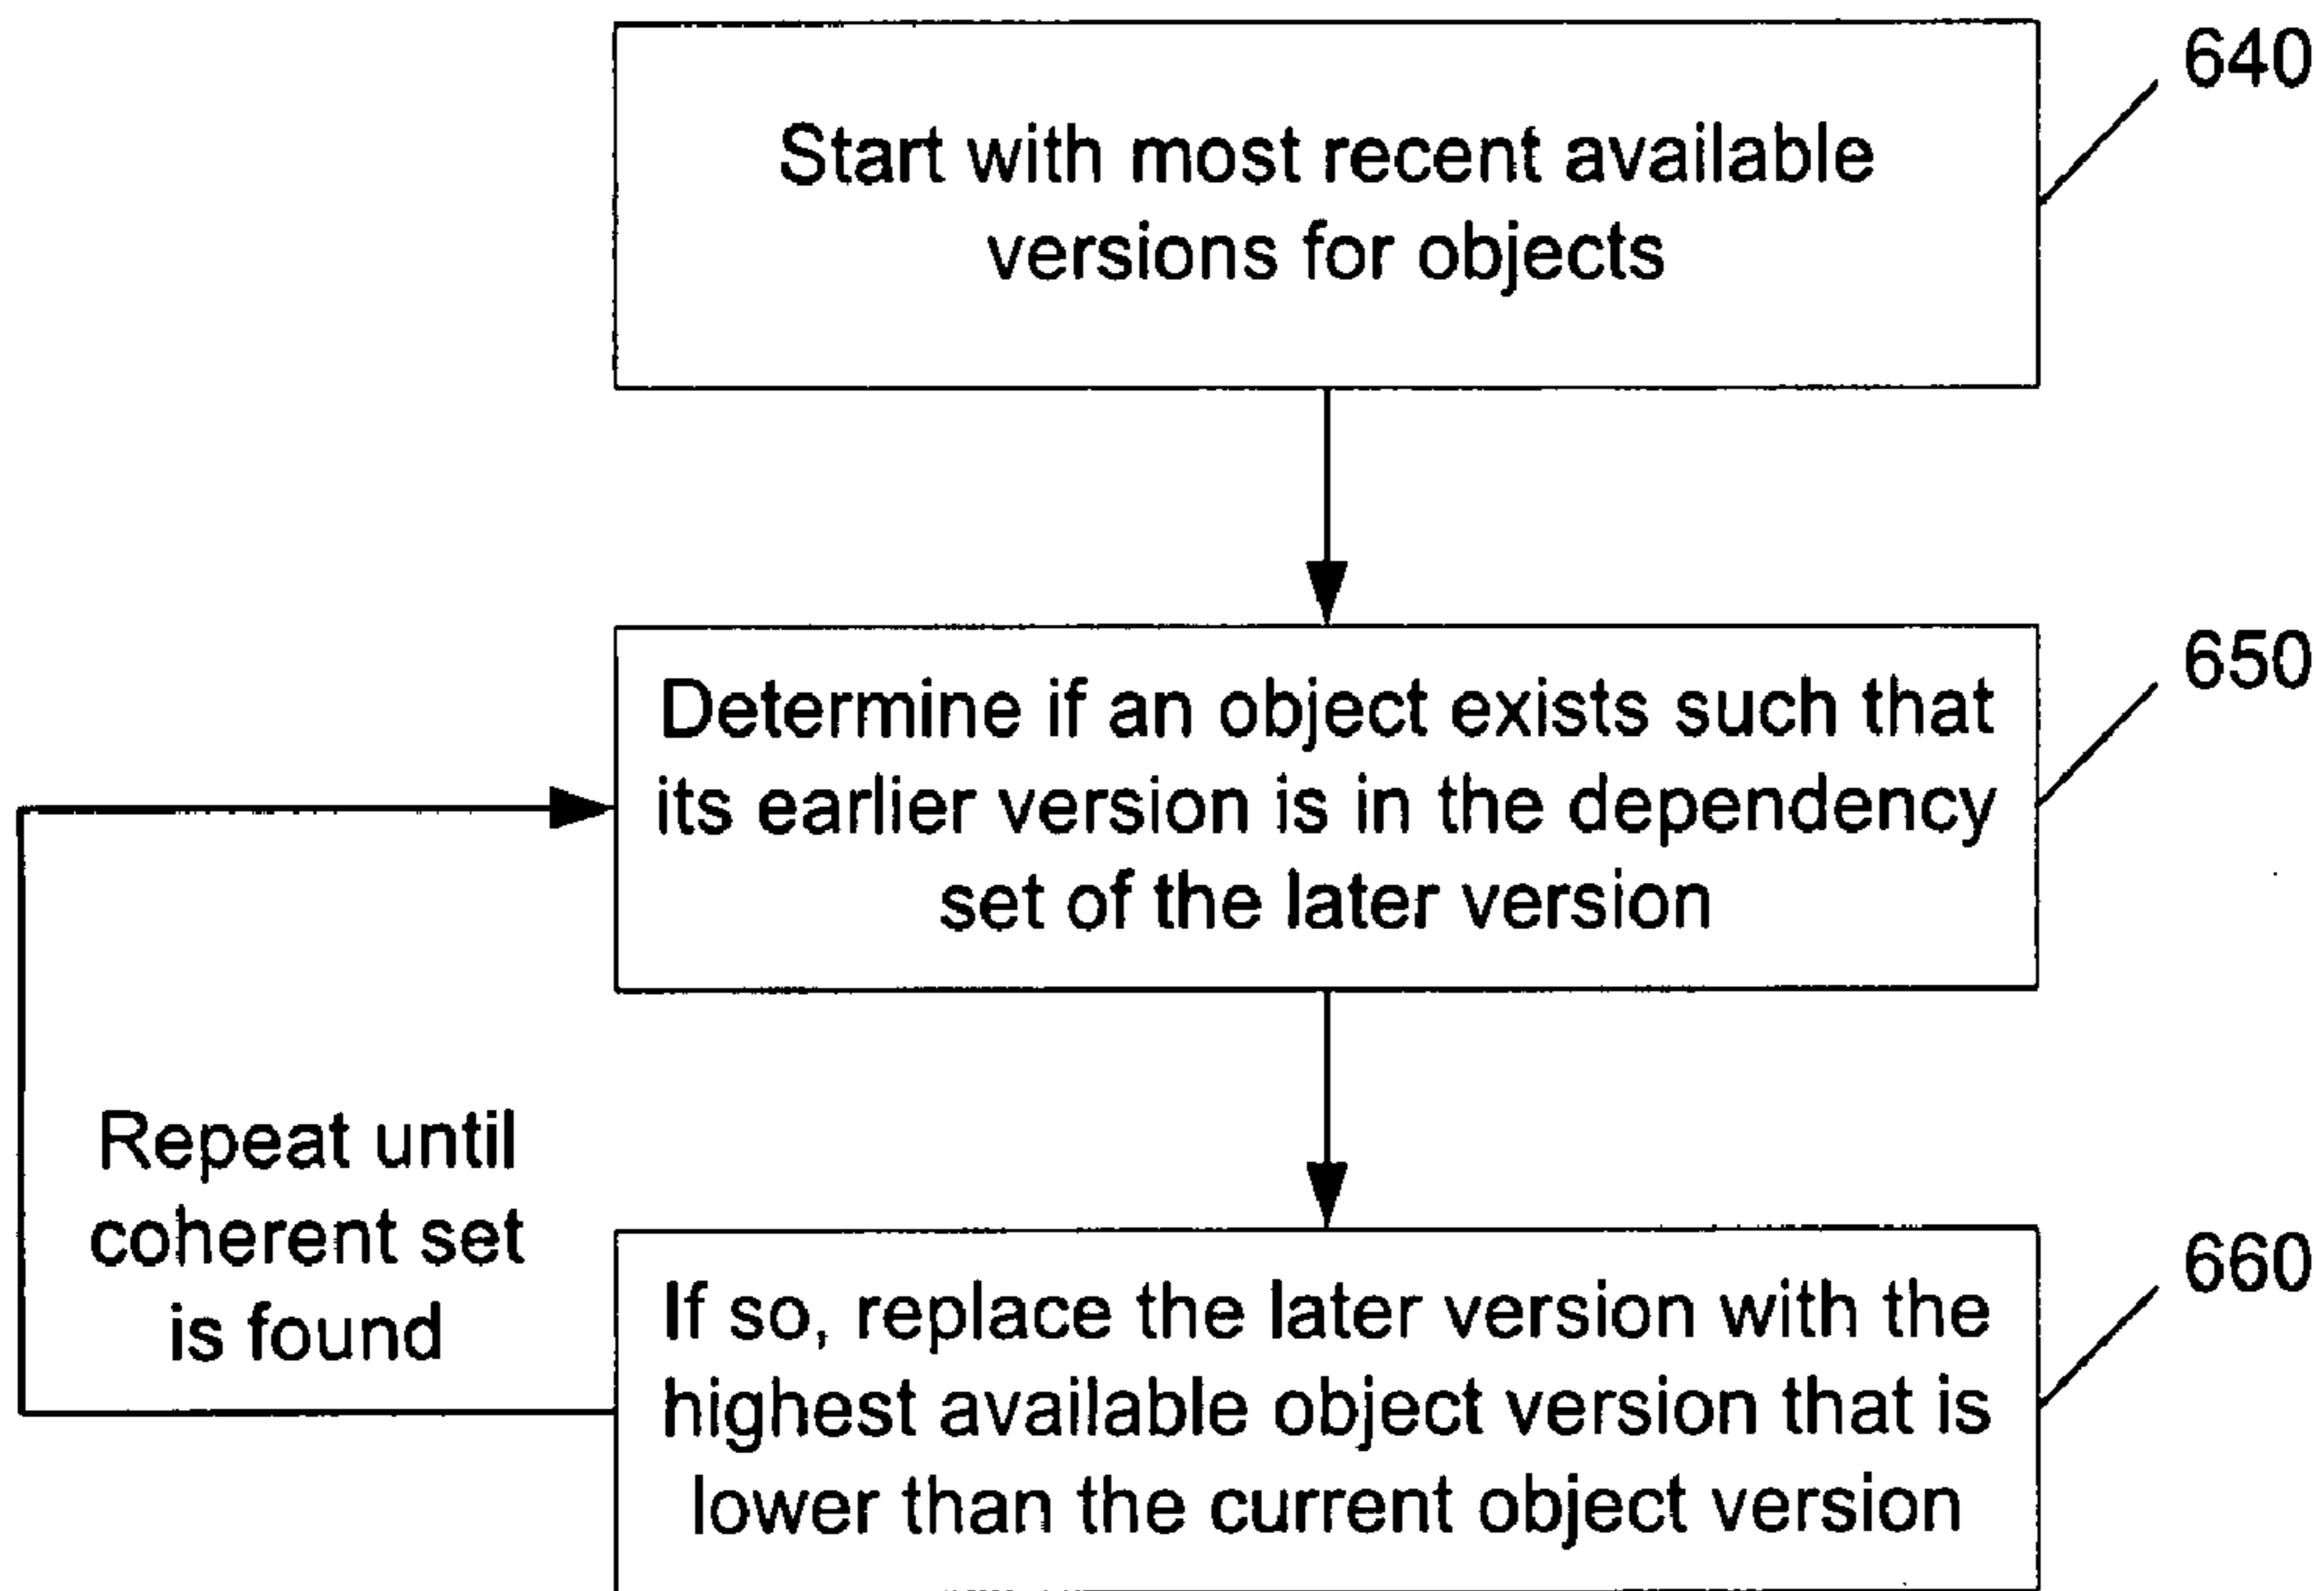 640
Start with most recent available
versions for objects
650
Determine if an object exists such that
its earlier version is in the dependency
set of the later version
Repeat until
coherent set
is found
660
If so, replace the later version with the
highest available object version that is
lower than the current object version